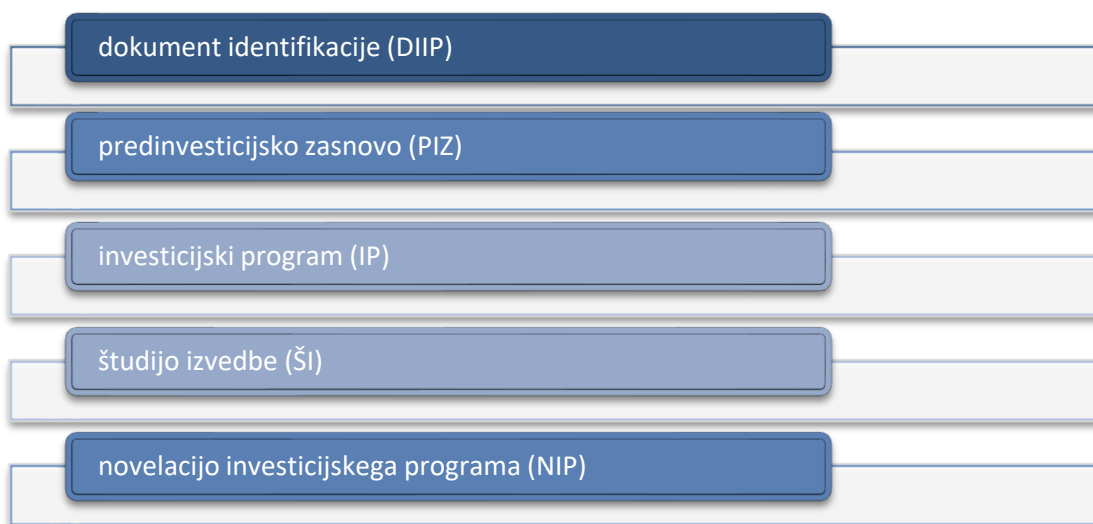 dokument identifikacije (DIIP)
predinvesticijsko zasnovo (PIZ)
investicijski program (IP)
študijo izvedbe (ŠI)
novelacijo investicijskega programa (NIP)